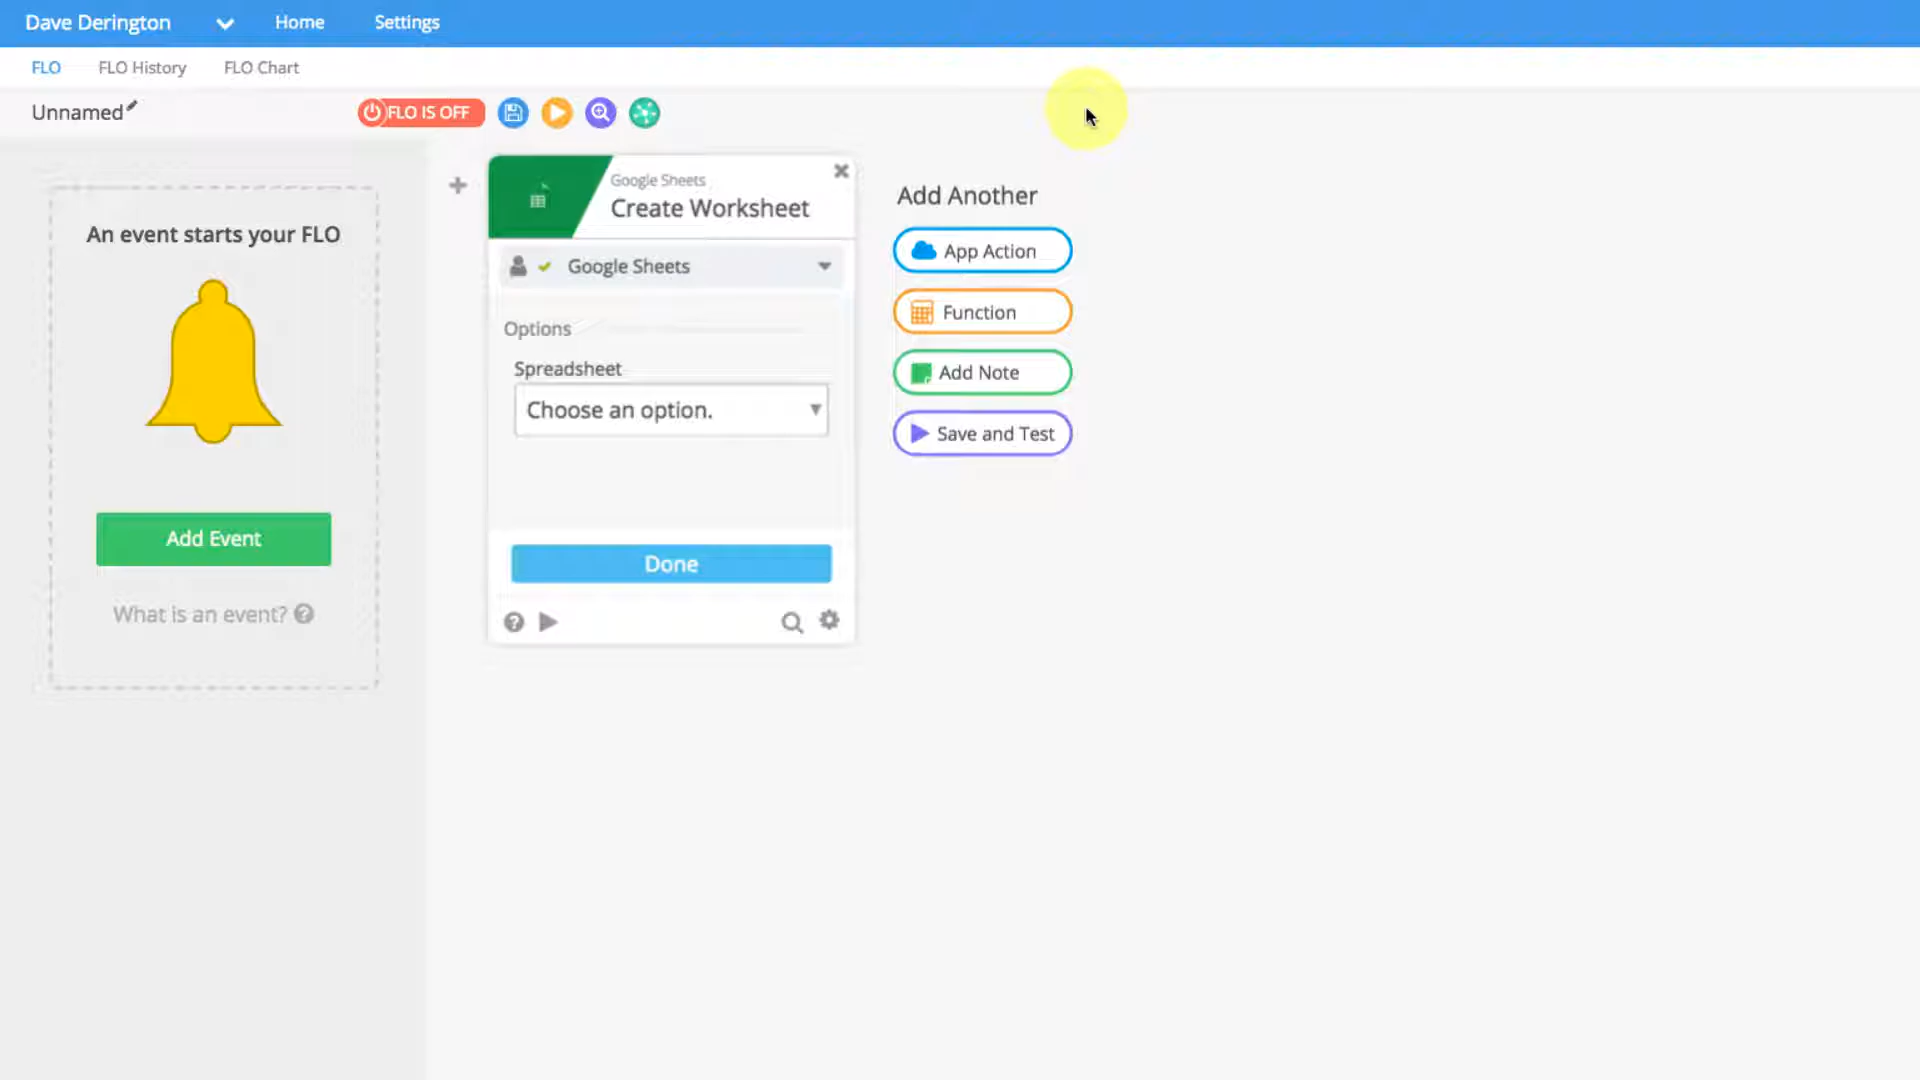 Dave Derington
Home
Settings
FLO
FLO History
FLO Chart
Unnamed
FLO IS OFF
An event starts your FLO
Add Event
What is an event?
Google Sheets
Create Worksheet
Google Sheets
Options
Spreadsheet
Choose an option.
Done
Add Another
App Action
Function
Add Note
Save and Test